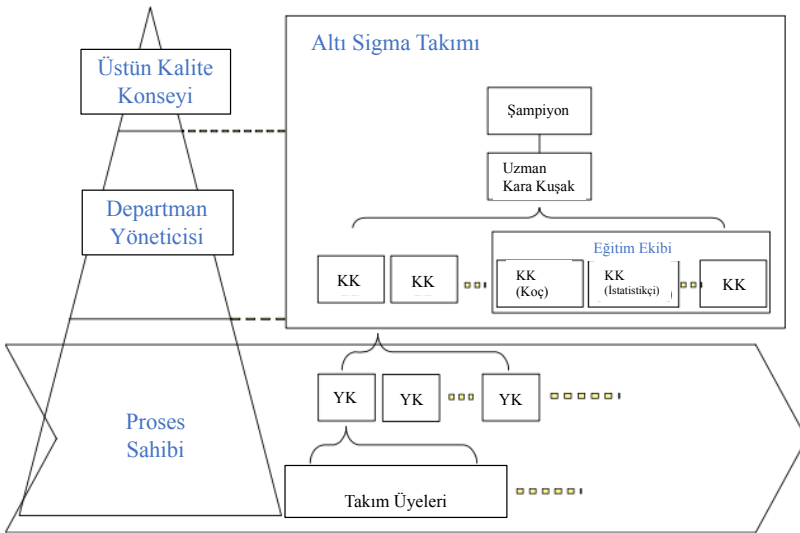 Üstün Kalite
Konseyi
Departman
Yöneticisi
Proses
Sahibi
Altı Sigma Takımı
Şampiyon
Uzman
Kara Kuşak
Eğitim Ekibi
KK
KK
KK
(Koç)
KK
(İstatistikçi)
KK
YK
YK
YK
Takım Üyeleri